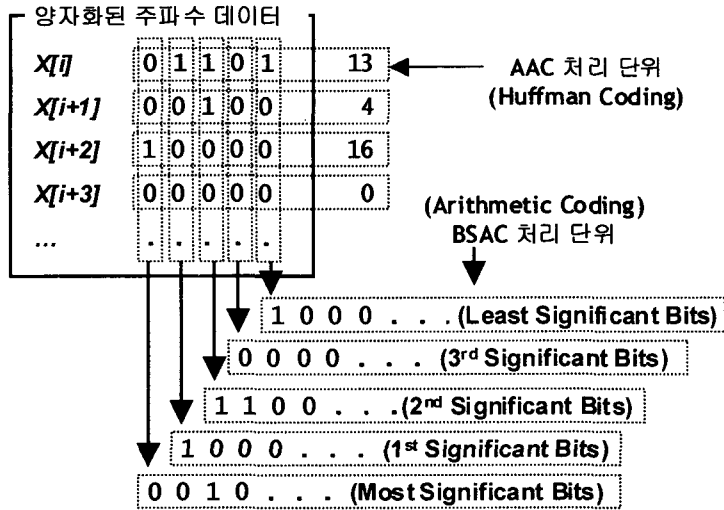 양자화된 주파수 데이터
X[i] 0 1 1 0 1 13
X[i+1] 0 0 1 0 0 4
X[i+2] 1 0 0 0 0 16
X[i+3] 0 0 0 0 0 0
... . . . . .
AAC 처리 단위
(Huffman Coding)
(Arithmetic Coding)
BSAC 처리 단위
1 0 0 0 . . . (Least Significant Bits)
0 0 0 0 . . . (3rd Significant Bits)
1 1 0 0 . . . (2nd Significant Bits)
1 0 0 0 . . . (1st Significant Bits)
0 0 1 0 . . . (Most Significant Bits)